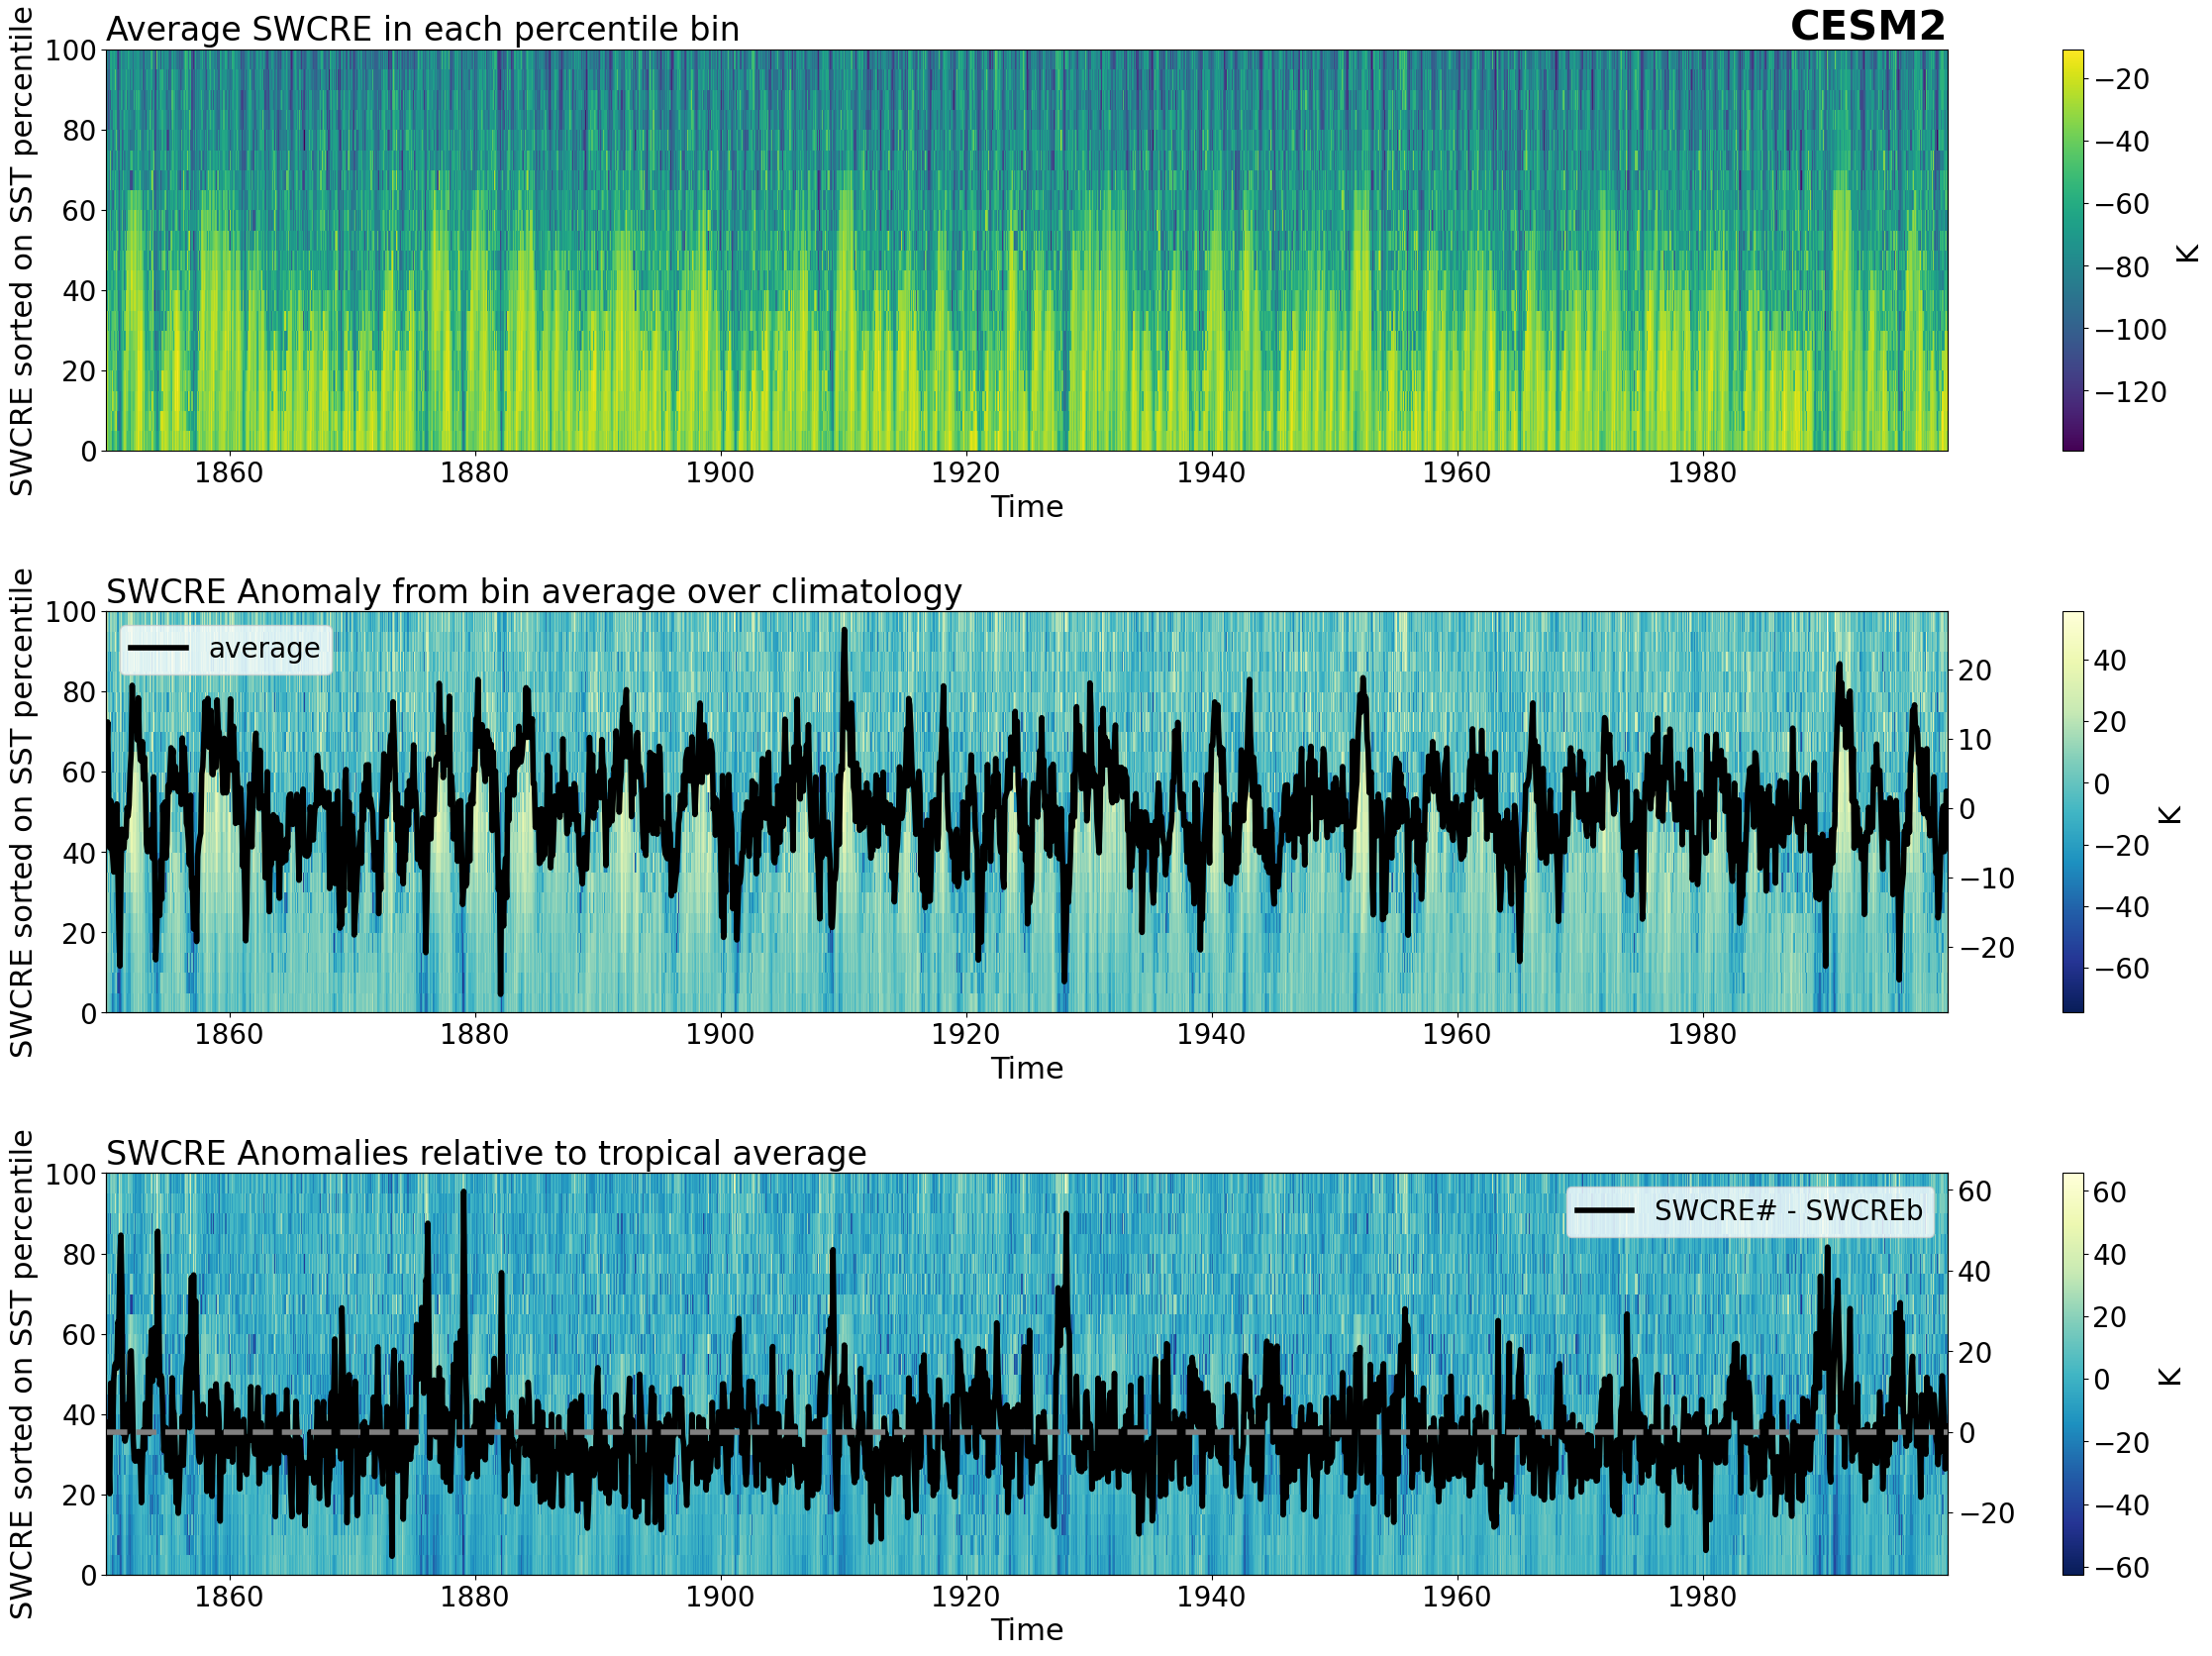 Average SWCRE in each percentile bin
CESM2
SWCRE sorted on SST percentile
100
80
60
40
20
0
1860 1880 1900 1920 1940 1960 1980
Time
−20
−40
−60
−80
−100
−120
K
SWCRE Anomaly from bin average over climatology
SWCRE sorted on SST percentile
100
80
60
40
20
0
average
20
10
0
−10
−20
1860 1880 1900 1920 1940 1960 1980
Time
40
20
0
−20
−40
−60
K
SWCRE Anomalies relative to tropical average
SWCRE sorted on SST percentile
100
80
60
40
20
0
SWCRE# - SWCREb
60
40
20
0
−20
1860 1880 1900 1920 1940 1960 1980
Time
60
40
20
0
−20
−40
−60
K